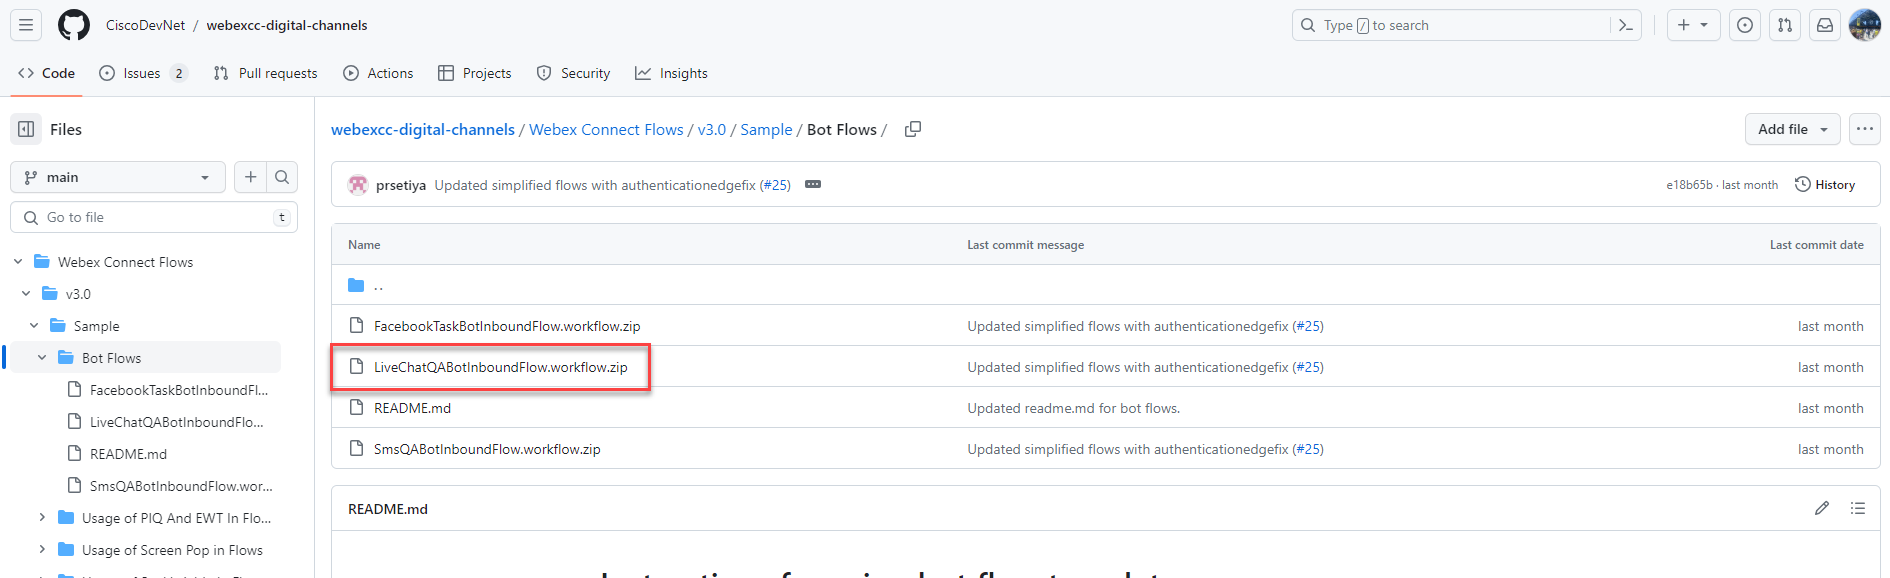 CiscoDevNet / webexcc-digital-channels
Type / to search
Code Issues 2 Pull requests Actions Projects Security Insights
Files
main
Go to file t
Webex Connect Flows
v3.0
Sample
Bot Flows
FacebookTaskBotInboundFl...
LiveChatQABotInboundFlo...
README.md
SmsQABotInboundFlow.wor...
Usage of PIQ And EWT In Flo...
Usage of Screen Pop in Flows
webexcc-digital-channels / Webex Connect Flows / v3.0 / Sample / Bot Flows /
Add file
prsetiya Updated simplified flows with authenticationedgefix (#25)
e18b65b · last month History
Name Last commit message Last commit date
..
FacebookTaskBotInboundFlow.workflow.zip Updated simplified flows with authenticationedgefix (#25) last month
LiveChatQABotInboundFlow.workflow.zip Updated simplified flows with authenticationedgefix (#25) last month
README.md Updated readme.md for bot flows. last month
SmsQABotInboundFlow.workflow.zip Updated simplified flows with authenticationedgefix (#25) last month
README.md